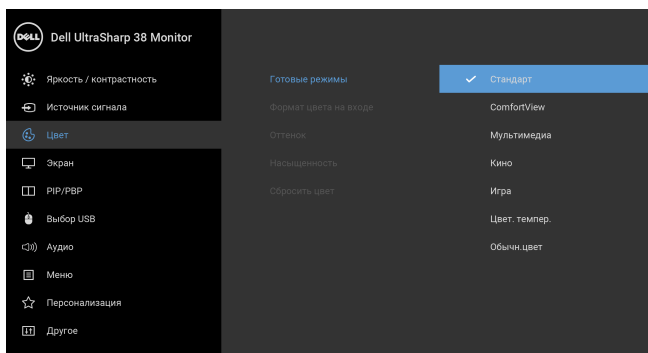 DELL Dell UltraSharp 38 Monitor
Яркость / контрастность
Источник сигнала
Цвет
Экран
PIP/PBP
Выбор USB
Аудио
Меню
Персонализация
Другое
Готовые режимы
Формат цвета на входе
Оттенок
Насыщенность
Сбросить цвет
Стандарт
ComfortView
Мультимедиа
Кино
Игра
Цвет. темпер.
Обычн.цвет